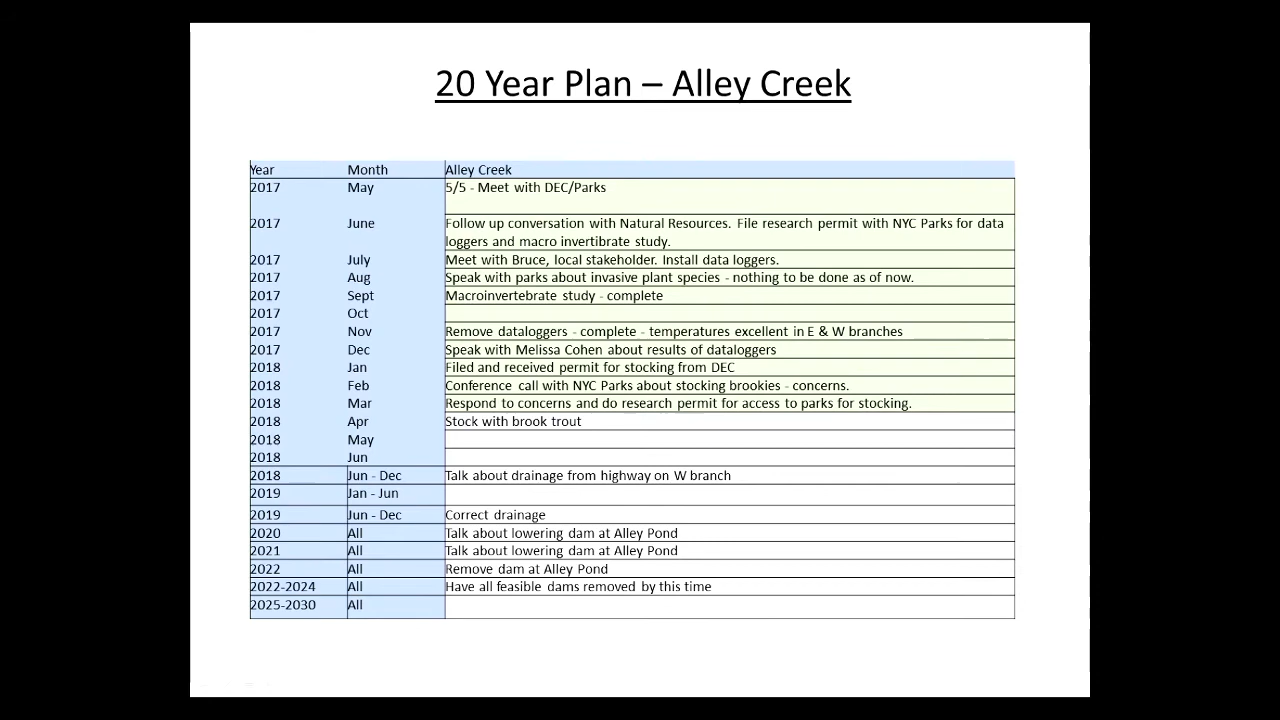 20 Year Plan – Alley Creek
Year Month Alley Creek
2017 May 5/5 - Meet with DEC/Parks
2017 June Follow up conversation with Natural Resources. File research permit with NYC Parks for data
loggers and macro invertibrate study.
2017 July Meet with Bruce, local stakeholder. Install data loggers.
2017 Aug Speak with parks about invasive plant species - nothing to be done as of now.
2017 Sept Macroinvertebrate study - complete
2017 Oct
2017 Nov Remove dataloggers - complete - temperatures excellent in E & W branches
2017 Dec Speak with Melissa Cohen about results of dataloggers
2018 Jan Filed and received permit for stocking from DEC
2018 Feb Conference call with NYC Parks about stocking brookies - concerns.
2018 Mar Respond to concerns and do research permit for access to parks for stocking.
2018 Apr Stock with brook trout
2018 May
2018 Jun
2018 Jun - Dec Talk about drainage from highway on W branch
2019 Jan - Jun
2019 Jun - Dec Correct drainage
2020 All Talk about lowering dam at Alley Pond
2021 All Talk about lowering dam at Alley Pond
2022 All Remove dam at Alley Pond
2022-2024 All Have all feasible dams removed by this time
2025-2030 All